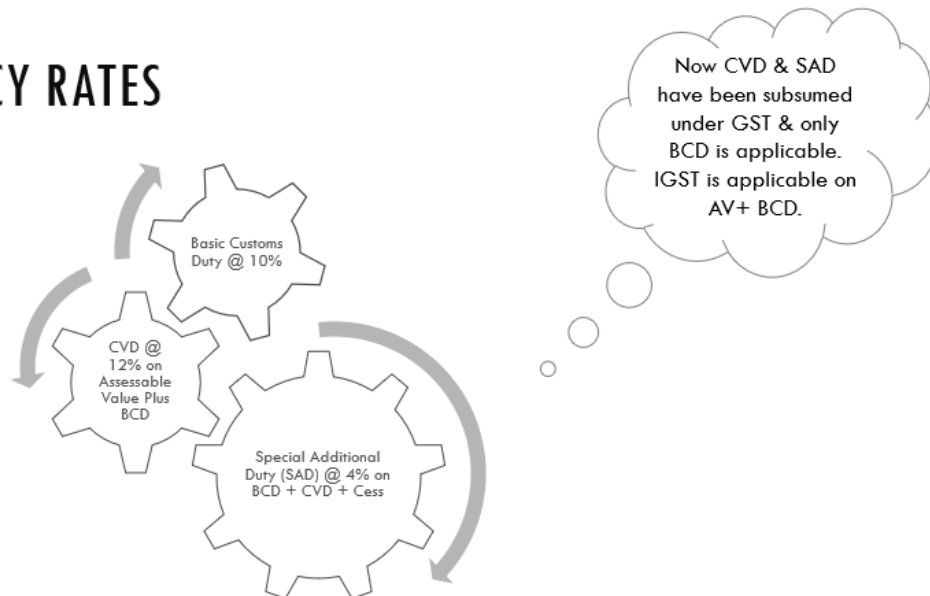 CY RATES
Now CVD & SAD
have been subsumed
under GST & only
BCD is applicable.
IGST is applicable on
AV+ BCD.
Basic Customs
Duty @ 10%
CVD @
12% on
Assessable
Value Plus
BCD
Special Additional
Duty (SAD) @ 4% on
BCD + CVD + Cess